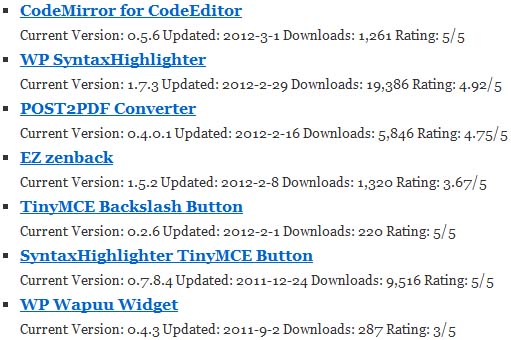 CodeMirror for CodeEditor
Current Version: 0.5.6 Updated: 2012-3-1 Downloads: 1,261 Rating: 5/5
WP SyntaxHighlighter
Current Version: 1.7.3 Updated: 2012-2-29 Downloads: 19,386 Rating: 4.92/5
POST2PDF Converter
Current Version: 0.4.0.1 Updated: 2012-2-16 Downloads: 5,846 Rating: 4.75/5
EZ zenback
Current Version: 1.5.2 Updated: 2012-2-8 Downloads: 1,320 Rating: 3.67/5
TinyMCE Backslash Button
Current Version: 0.2.6 Updated: 2012-2-1 Downloads: 220 Rating: 5/5
SyntaxHighlighter TinyMCE Button
Current Version: 0.7.8.4 Updated: 2011-12-24 Downloads: 9,516 Rating: 5/5
WP Wapuu Widget
Current Version: 0.4.3 Updated: 2011-9-2 Downloads: 287 Rating: 3/5